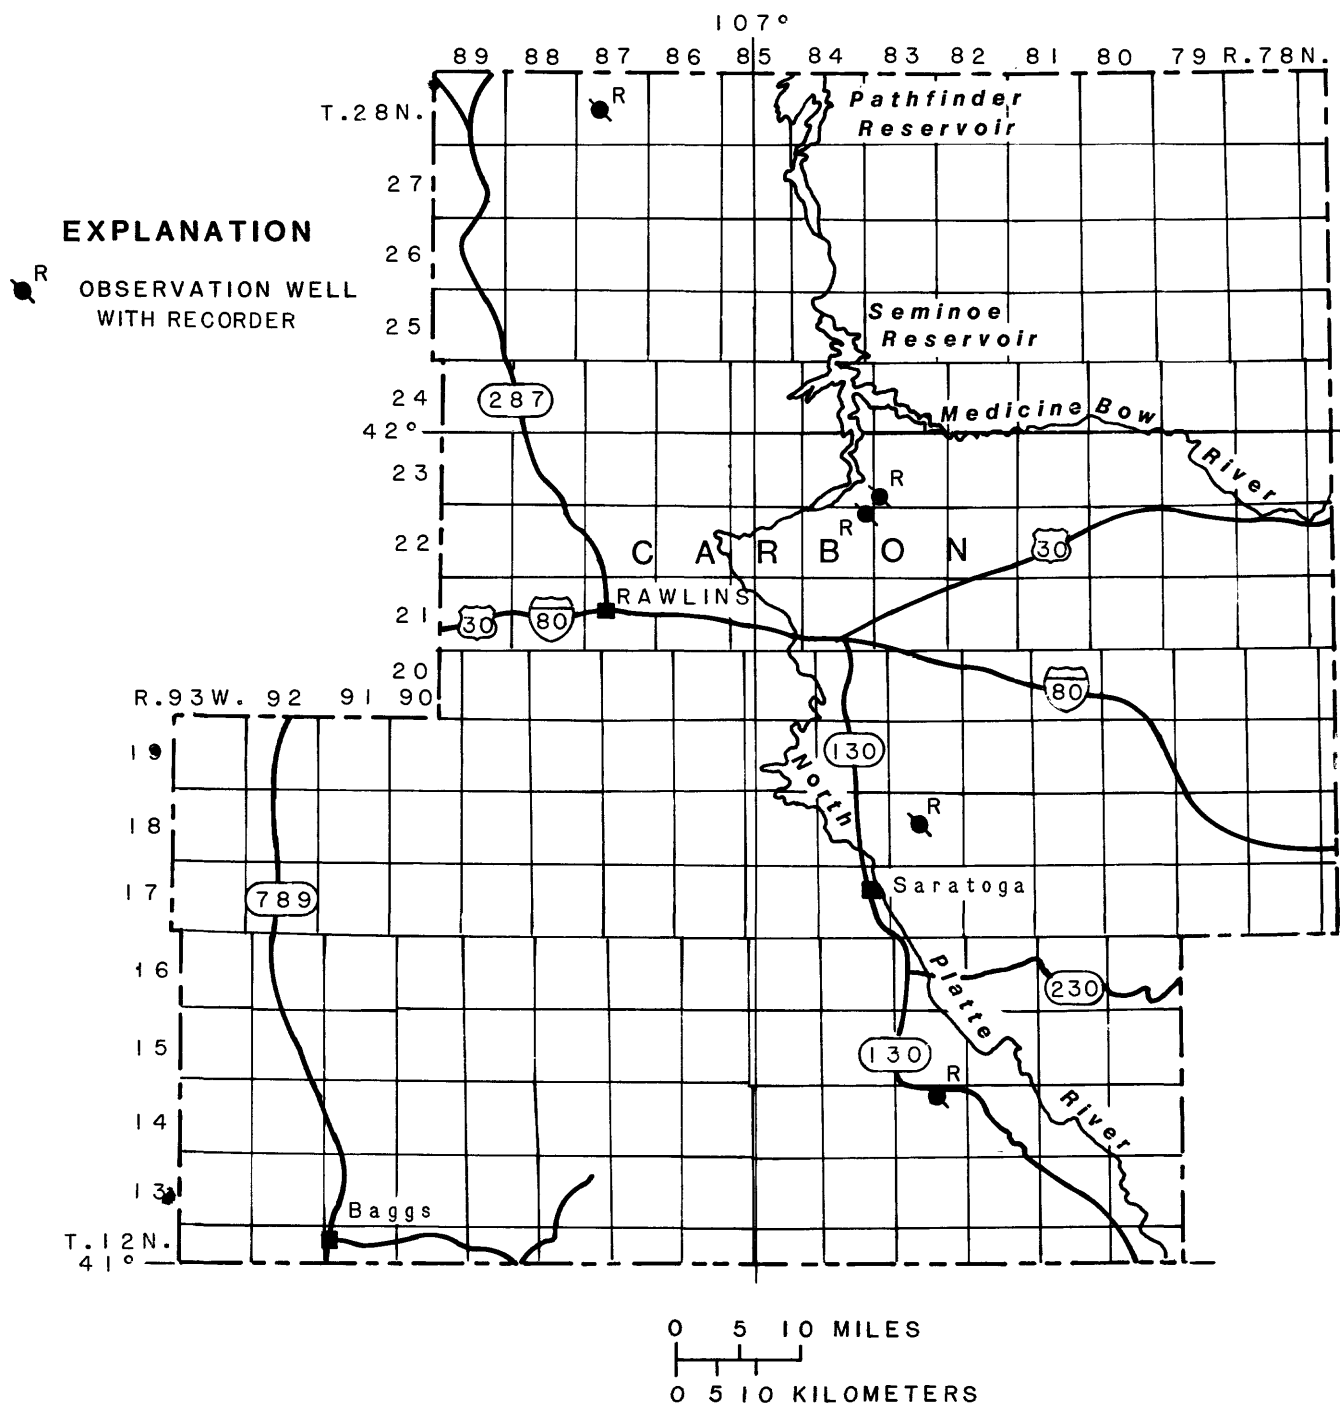 107°
89 88 87 86 85 84 83 82 81 80 79 R.78N.
T.28N.
R
Pathfinder
Reservoir
27
EXPLANATION
26
R
OBSERVATION WELL
WITH RECORDER
25
Seminoe
Reservoir
24
287
Medicine Bow
42°
23
R
River
R
22
CARBON
30
RAWLINS
21
30
80
20
80
R.93W. 92 91 90
19
130
North
18
R
17
789
Saratoga
16
Platte
230
15
130
R
14
River
13
Baggs
T.12N.
41°
0 5 10 MILES
0 5 10 KILOMETERS